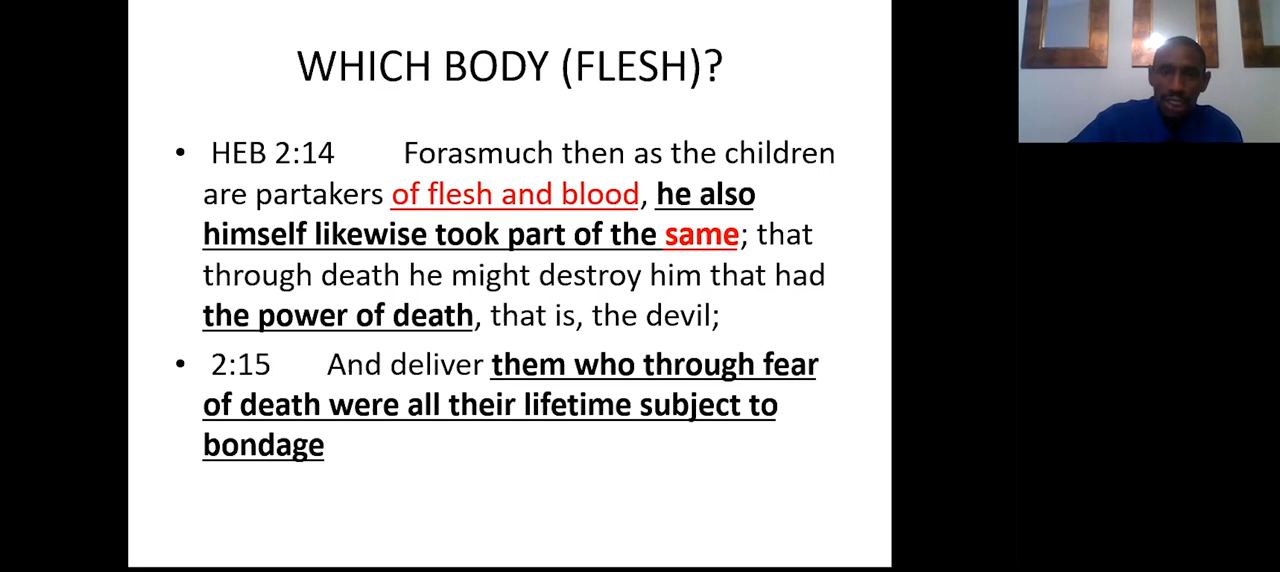 WHICH BODY (FLESH)?
• HEB 2:14 Forasmuch then as the children
are partakers of flesh and blood, he also
himself likewise took part of the same; that
through death he might destroy him that had
the power of death, that is, the devil;
• 2:15 And deliver them who through fear
of death were all their lifetime subject to
bondage